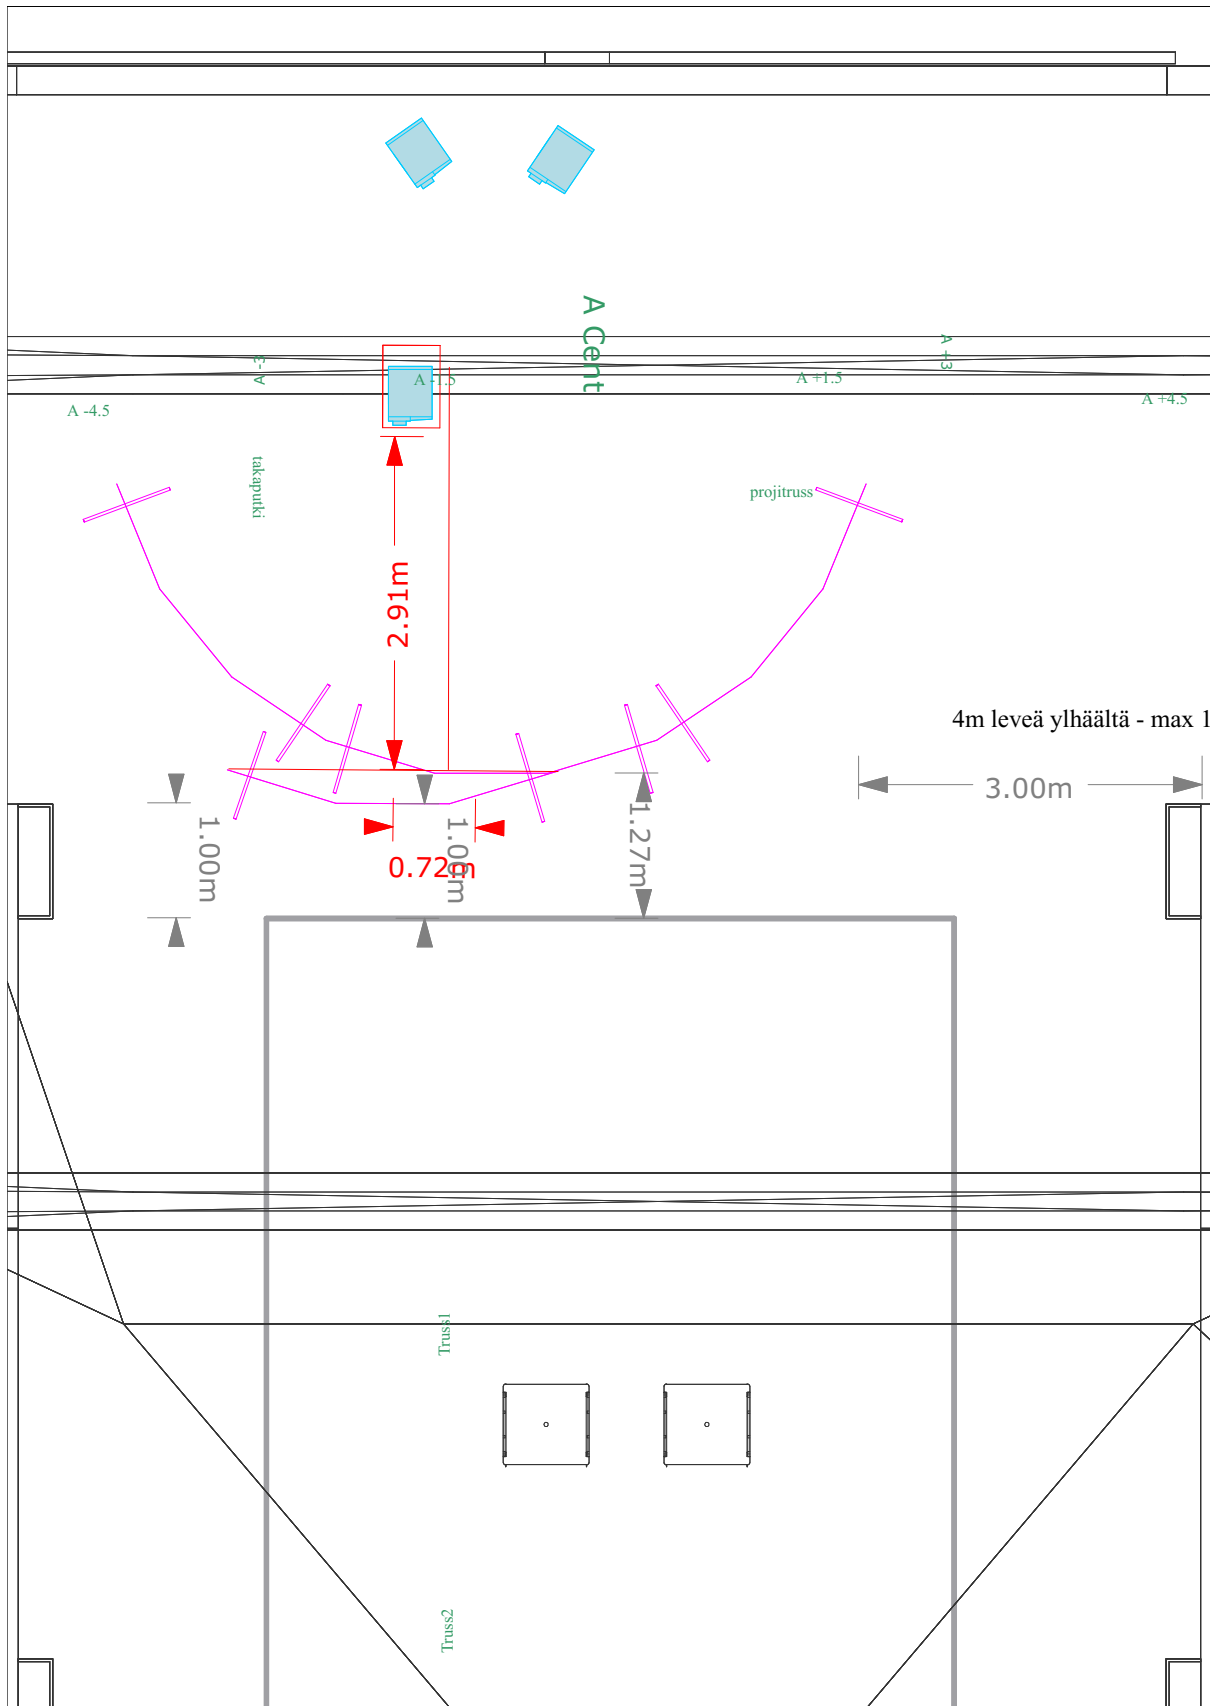 A Cent
A -3
A -1.5
A +1.5
A +3
A -4.5
A +4.5
takaputki
projitruss
2.91m
4m leveä ylhäältä - max 1
3.00m
1.00m
0.72m
1.06m
1.27m
Truss1
Truss2